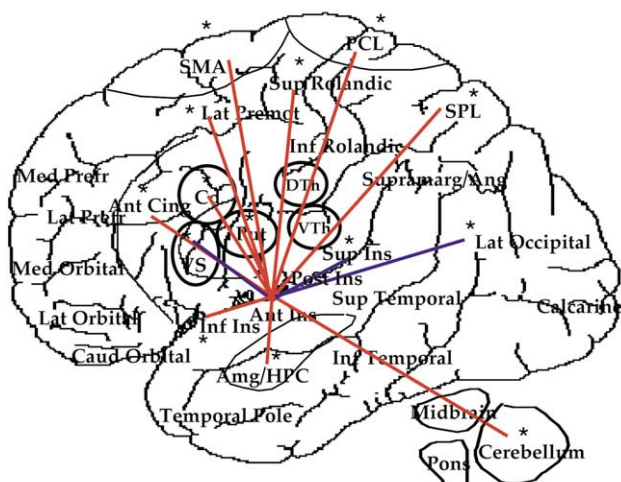 PCL
SMA
Sup Rolandic
Lat Premot
SPL
Inf Rolandic
Med Prefr
C
DTh
Supramarg/Ang
Ant Cing
Lat Prefr
Put
VTh
Lat Occipital
Sup Ins
VS
Med Orbital
Post Ins
Sup Temporal
Calcarine
Lat Orbital
Ant Ins
Inf Ins
Caud Orbital
Inf Temporal
Amg/HPC
Temporal Pole
Midbrain
Cerebellum
Pons